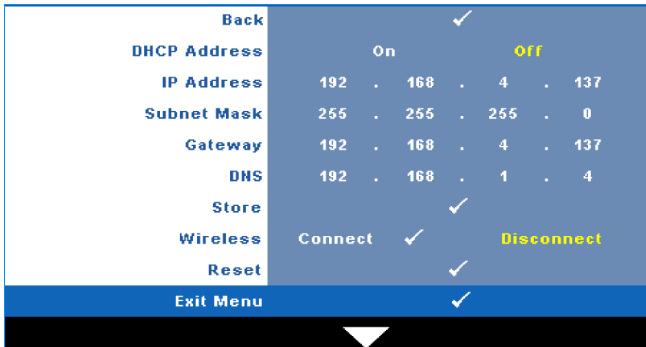 Back ✓
DHCP Address On Off
IP Address 192 . 168 . 4 . 137
Subnet Mask 255 . 255 . 255 . 0
Gateway 192 . 168 . 4 . 137
DNS 192 . 168 . 1 . 4
Store ✓
Wireless Connect ✓ Disconnect
Reset ✓
Exit Menu ✓